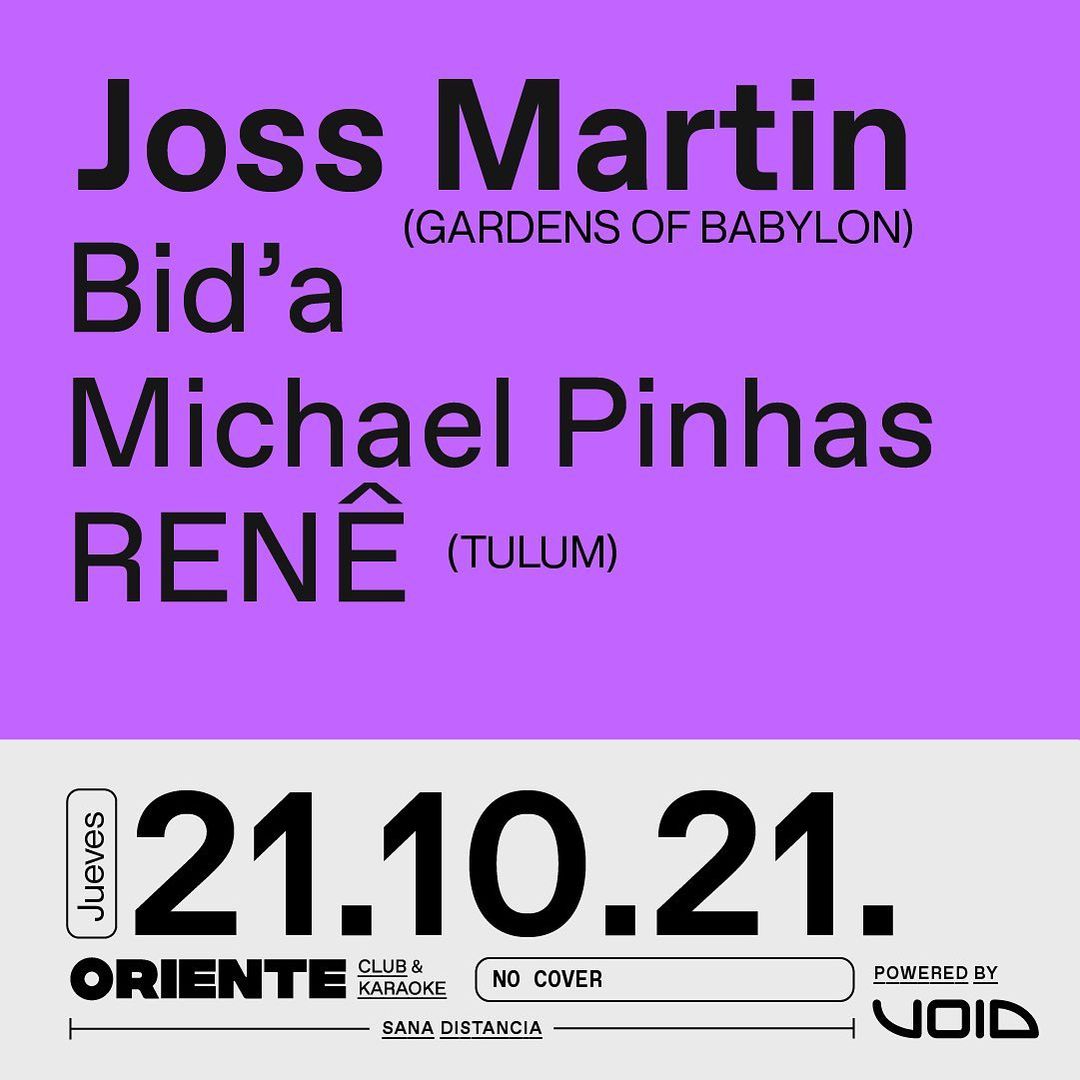 Joss Martin
(GARDENS OF BABYLON)
Bid’a
Michael Pinhas
RENÊ (TULUM)
Jueves
21.10.21.
ORIENTE
CLUB &
KARAOKE
NO COVER
POWERED BY
VOID
SANA DISTANCIA